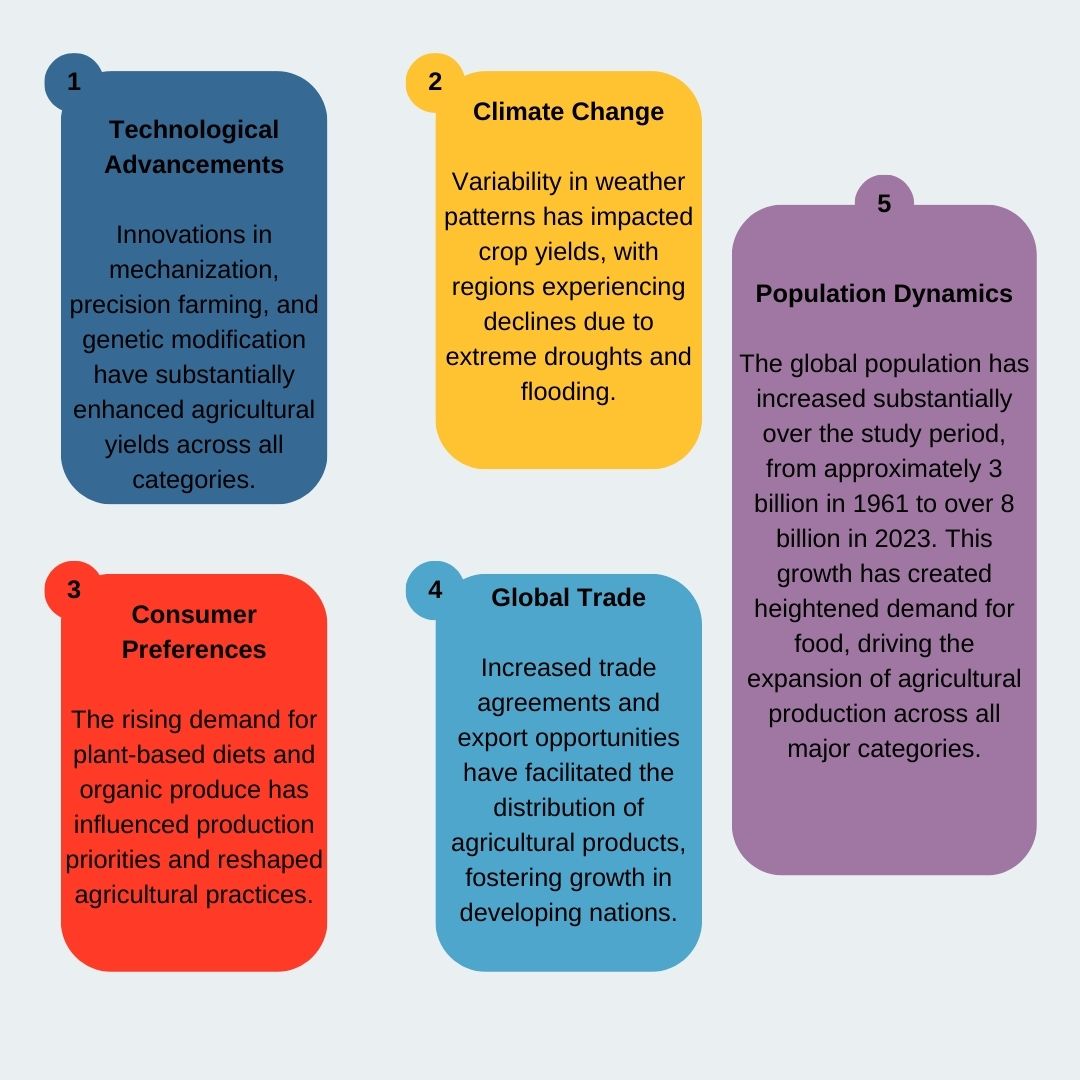 1
Technological
Advancements
Innovations in
mechanization,
precision farming, and
genetic modification
have substantially
enhanced agricultural
yields across all
categories.
2
Climate Change
Variability in weather
patterns has impacted
crop yields, with
regions experiencing
declines due to
extreme droughts and
flooding.
3
Consumer
Preferences
The rising demand for
plant-based diets and
organic produce has
influenced production
priorities and reshaped
agricultural practices.
4
Global Trade
Increased trade
agreements and
export opportunities
have facilitated the
distribution of
agricultural products,
fostering growth in
developing nations.
5
Population Dynamics
The global population has
increased substantially
over the study period,
from approximately 3
billion in 1961 to over 8
billion in 2023. This
growth has created
heightened demand for
food, driving the
expansion of agricultural
production across all
major categories.